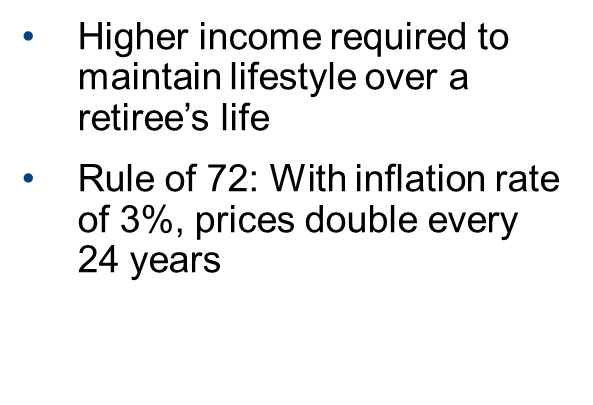 • Higher income required to
maintain lifestyle over a
retiree’s life
• Rule of 72: With inflation rate
of 3%, prices double every
24 years